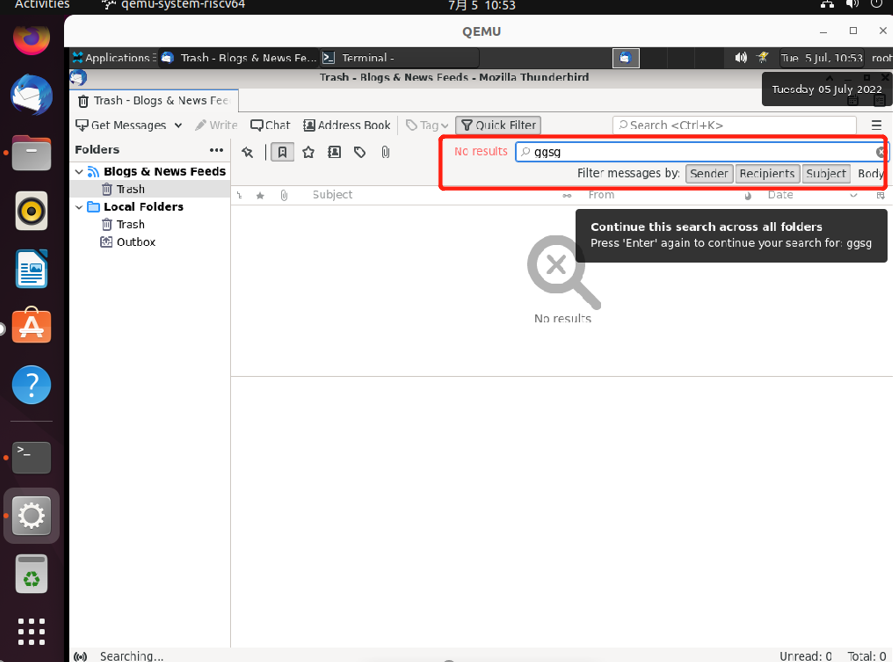 Activities qemu-system-riscv64 7月 5 10:53
QEMU
Applications Trash - Blogs & News Fe... Terminal - Tue 5 Jul, 10:53 root
Trash - Blogs & News Feeds - Mozilla Thunderbird
Tuesday 05 July 2022
Trash - Blogs & News Fee
Get Messages Write Chat Address Book Tag Quick Filter Search <Ctrl+K>
Folders
No results ggsg
Blogs & News Feeds
Filter messages by: Sender Recipients Subject Body
Trash
Subject From Date
Local Folders
Trash
Outbox
Continue this search across all folders
Press 'Enter' again to continue your search for: ggsg
No results
Searching...
Unread: 0 Total: 0